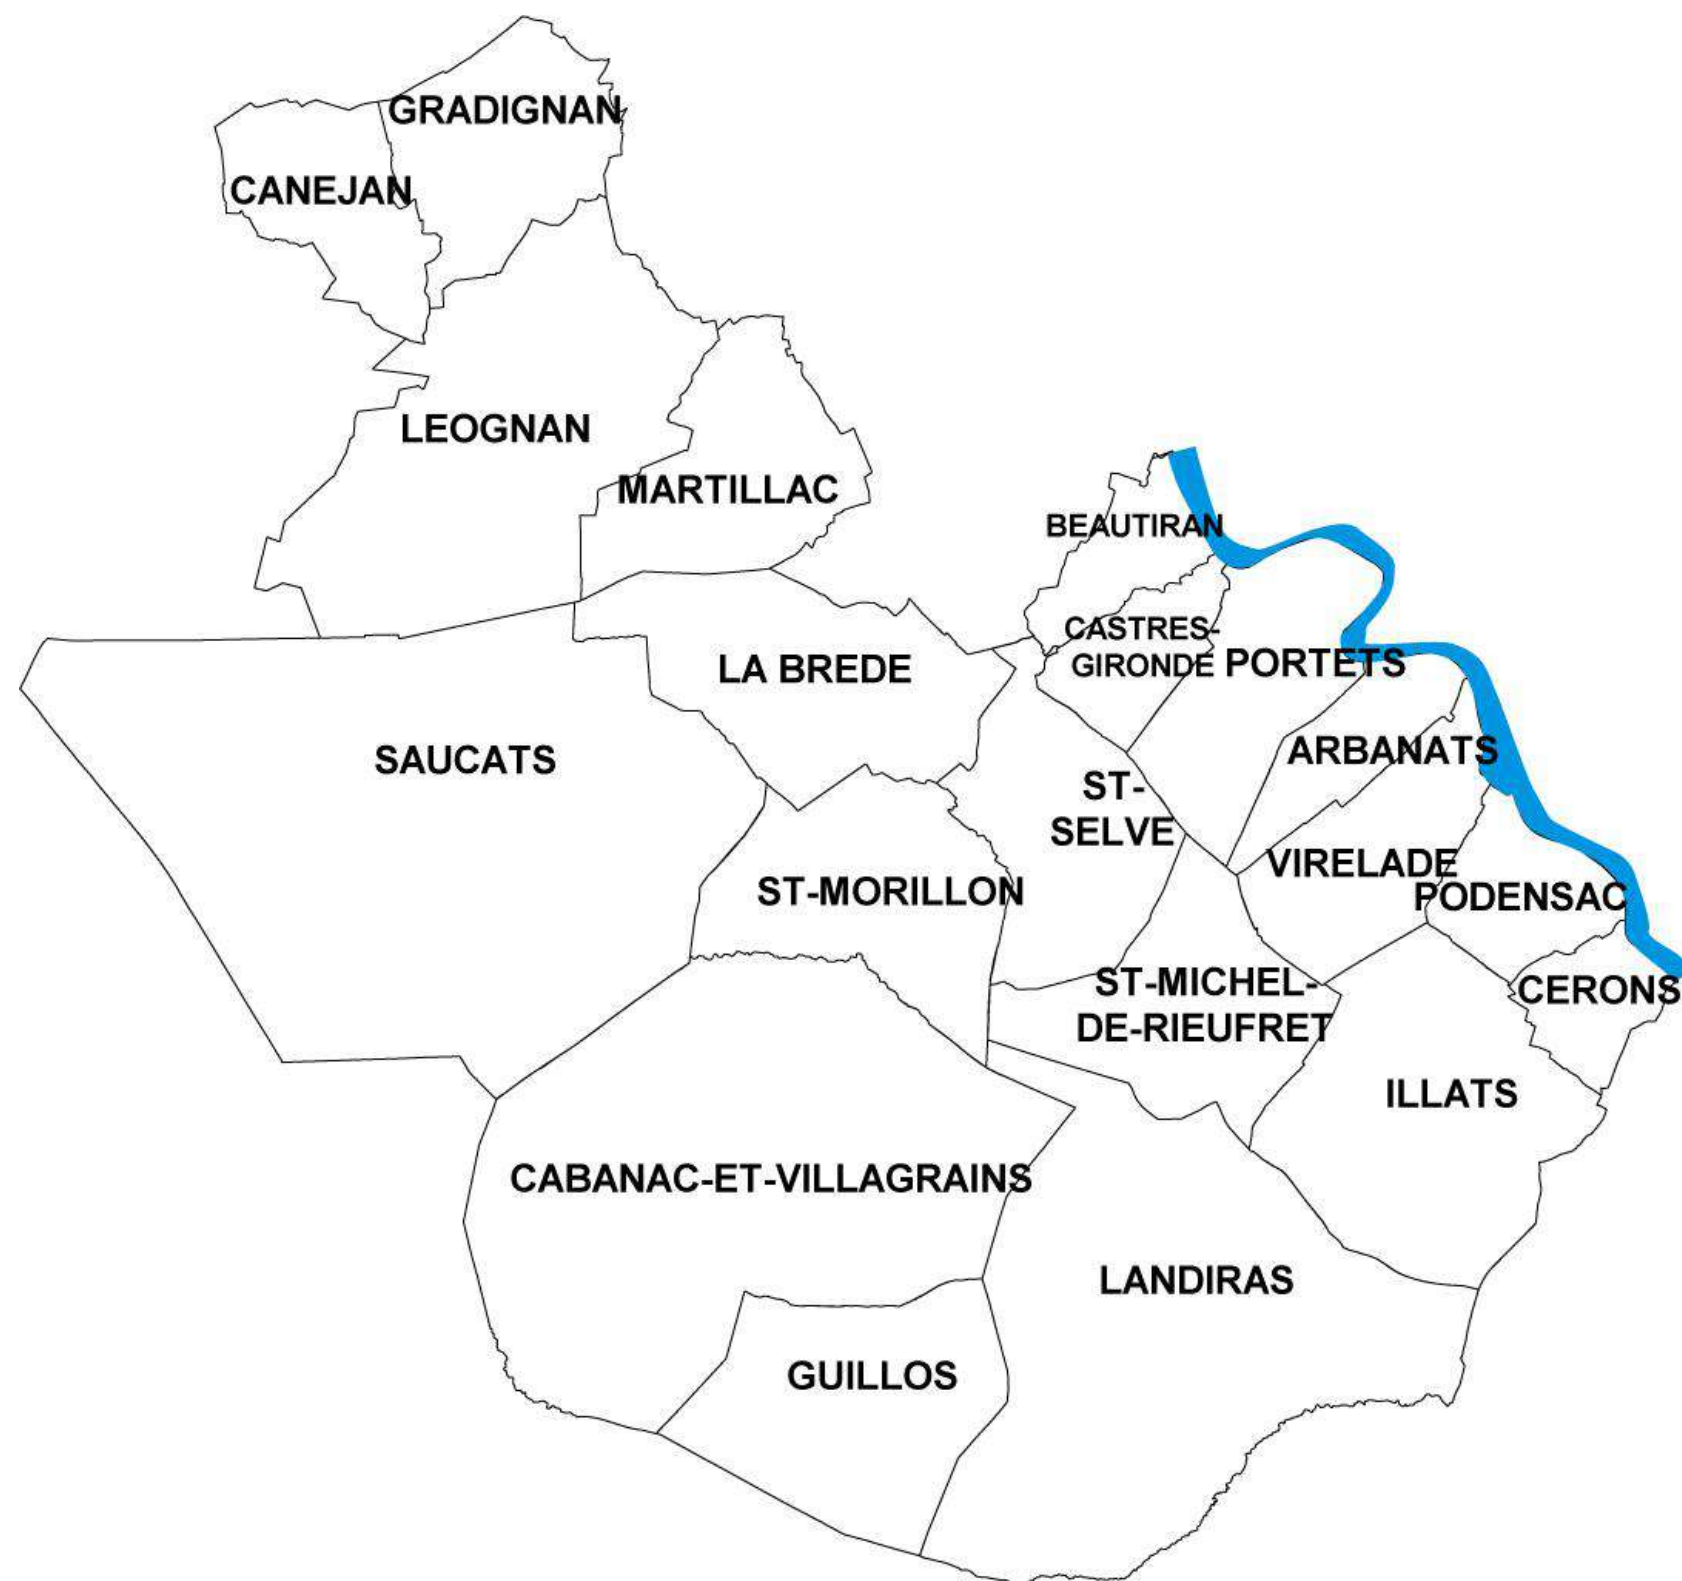 GRADIGNAN
CANEJAN
LEOGNAN
MARTILLAC
BEAUTIRAN
CASTRES-
GIRONDE
PORTETS
LA BREDE
SAUCATS
ARBANATS
ST-
SELVE
VIRELADE
ST-MORILLON
PODENSAC
ST-MICHEL-
DE-RIEUFRET
CERONS
ILLATS
CABANAC-ET-VILLAGRAINS
LANDIRAS
GUILLOS